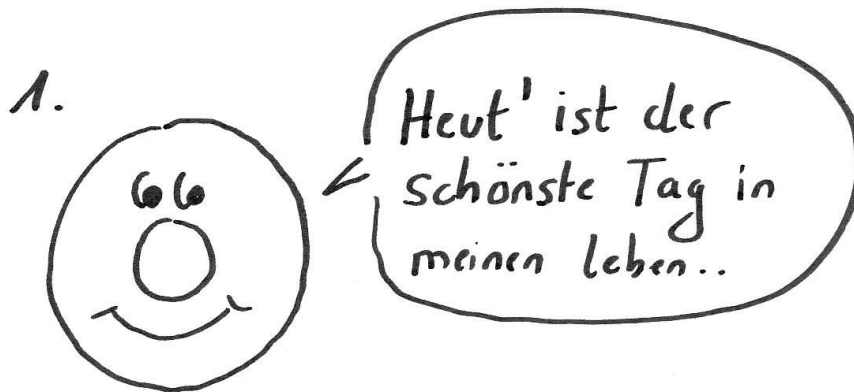 1.
Heut' ist der
schönste Tag in
meinen leben..